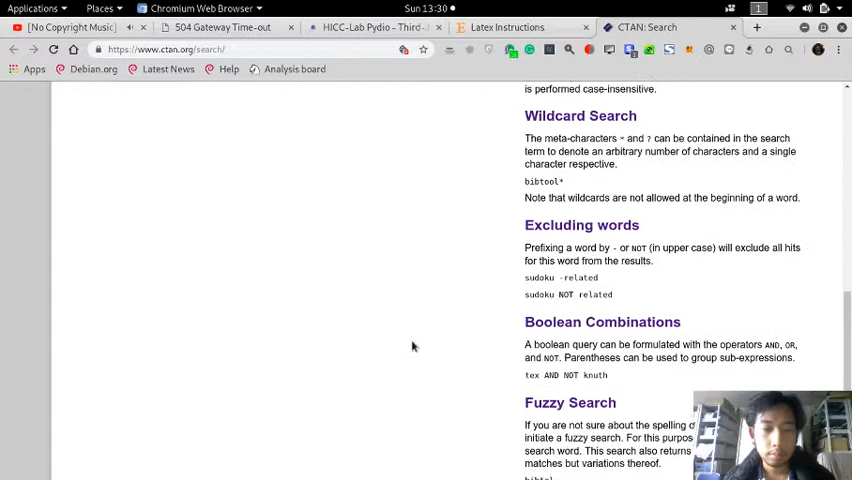 Applications Places Chromium Web Browser Sun 13:30 1
[No Copyright Music] 504 Gateway Time-out HICC-Lab Pydio - Third- Latex Instructions CTAN: Search
https://www.ctan.org/search/
Apps Debian.org Latest News Help Analysis board
is performed case-insensitive.
Wildcard Search
The meta-characters * and ? can be contained in the search
term to denote an arbitrary number of characters and a single
character respective.
bibtool*
Note that wildcards are not allowed at the beginning of a word.
Excluding words
Prefixing a word by - or NOT (in upper case) will exclude all hits
for this word from the results.
sudoku -related
sudoku NOT related
Boolean Combinations
A boolean query can be formulated with the operators AND, OR,
and NOT. Parentheses can be used to group sub-expressions.
tex AND NOT knuth
Fuzzy Search
If you are not sure about the spelling
initiate a fuzzy search. For this purpos
search word. This search also returns
matches but variations thereof.